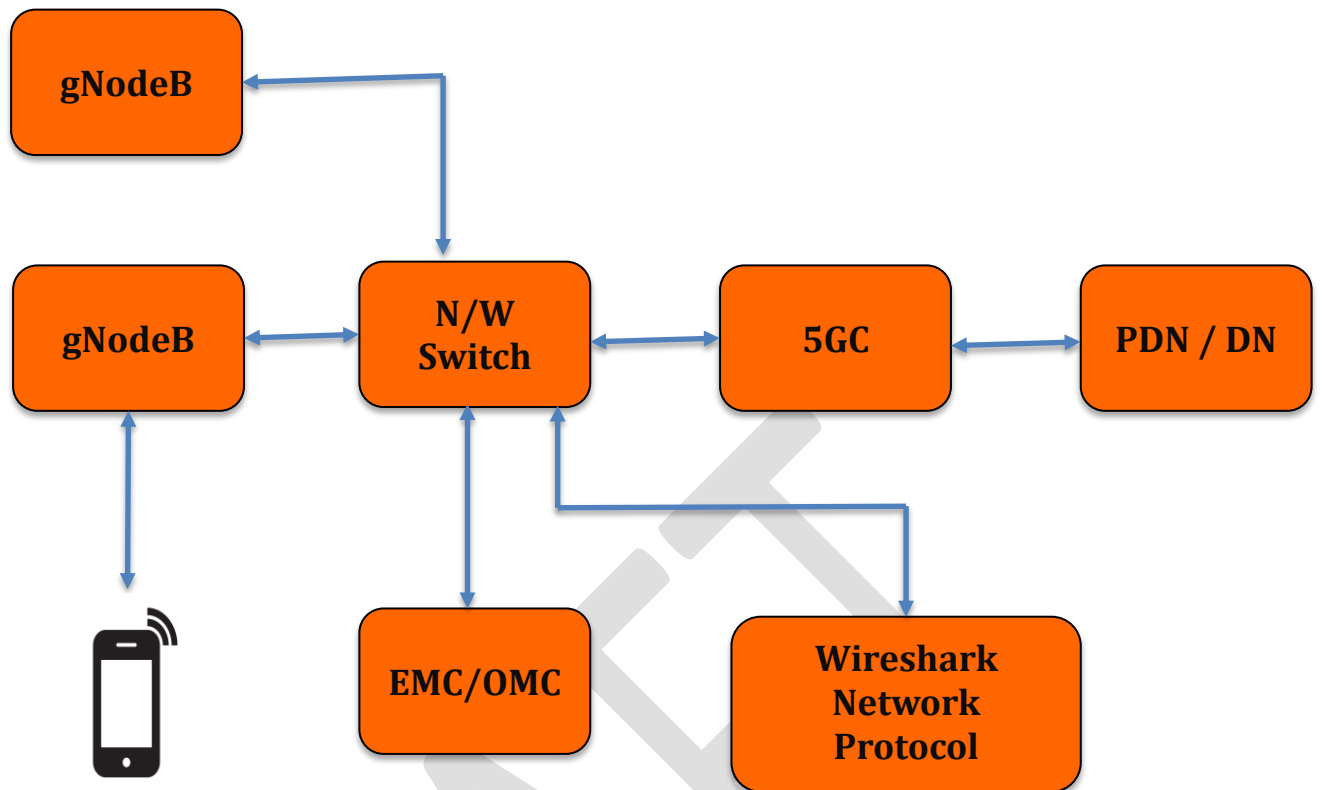 gNodeB
gNodeB
N/W
Switch
5GC
PDN / DN
EMC/OMC
Wireshark
Network
Protocol